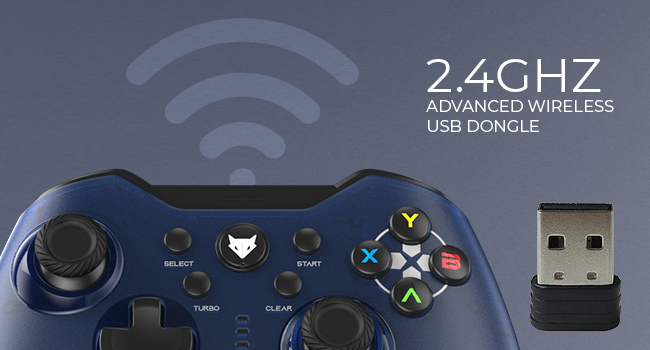 2.4GHZ
ADVANCED WIRELESS
USB DONGLE
Y
X
B
A
SELECT
START
TURBO
CLEAR